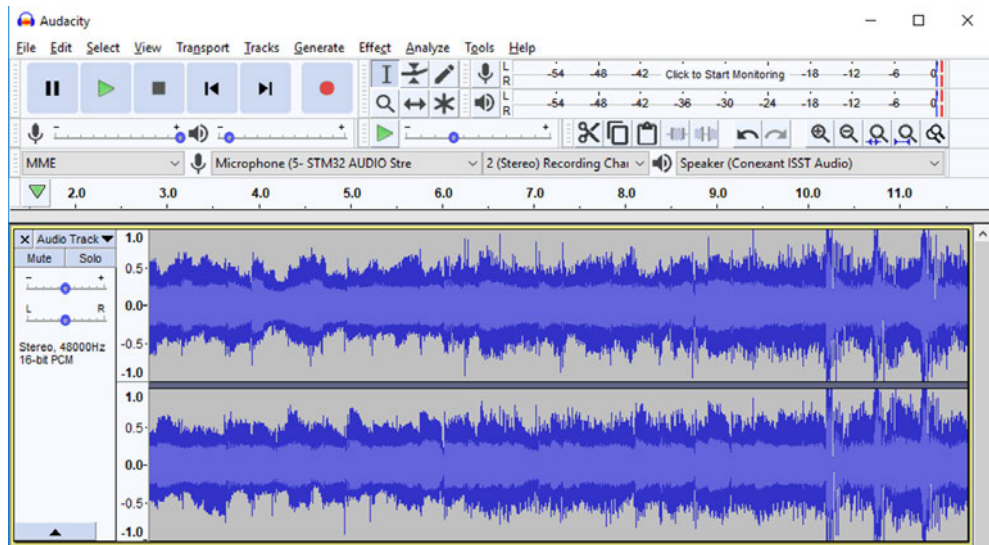 Audacity
File Edit Select View Transport Tracks Generate Effect Analyze Tools Help
L
R
-54 -48 -42 Click to Start Monitoring -18 -12 -6 0
L
R
-54 -48 -42 -36 -30 -24 -18 -12 -6 0
- + - + - +
MME Microphone (5- STM32 AUDIO Stre 2 (Stereo) Recording Chai Speaker (Conexant ISST Audio)
2.0 3.0 4.0 5.0 6.0 7.0 8.0 9.0 10.0 11.0
X Audio Track 1.0
Mute Solo
- + 0.5
L R 0.0
Stereo, 48000Hz -0.5
16-bit PCM
-1.0
1.0
0.5
0.0
-0.5
-1.0